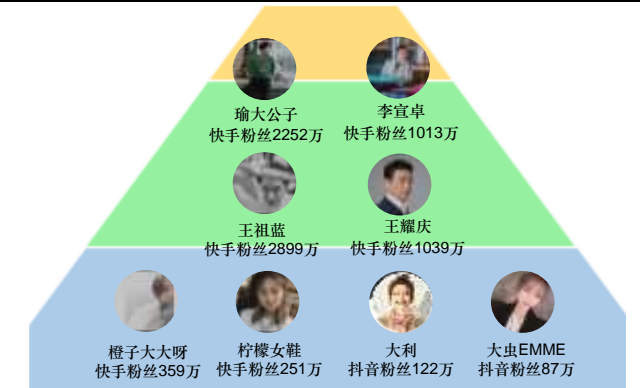 瑜大公子
李宣卓
快手粉丝2252万
快手粉丝1013万
王祖蓝
王耀庆
快手粉丝2899万
快手粉丝1039万
橙子大大呀
柠檬女鞋
大利
大虫EMME
快手粉丝359万
快手粉丝251万
抖音粉丝122万
抖音粉丝87万